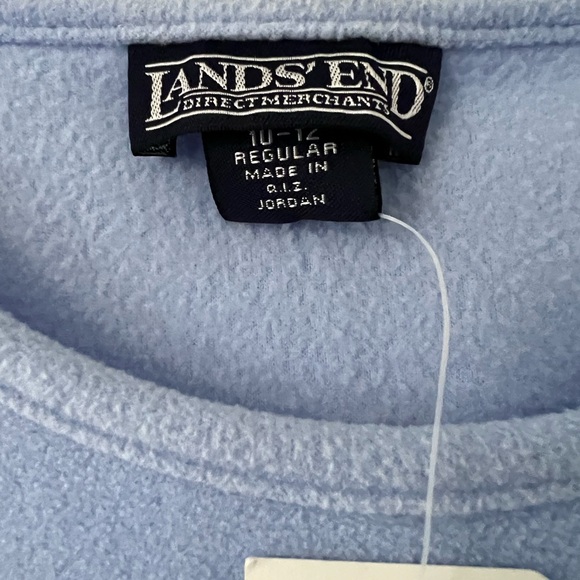 LANDS' END®
DIRECT MERCHANTS
10-12
REGULAR
MADE IN
Q.I.Z.
JORDAN